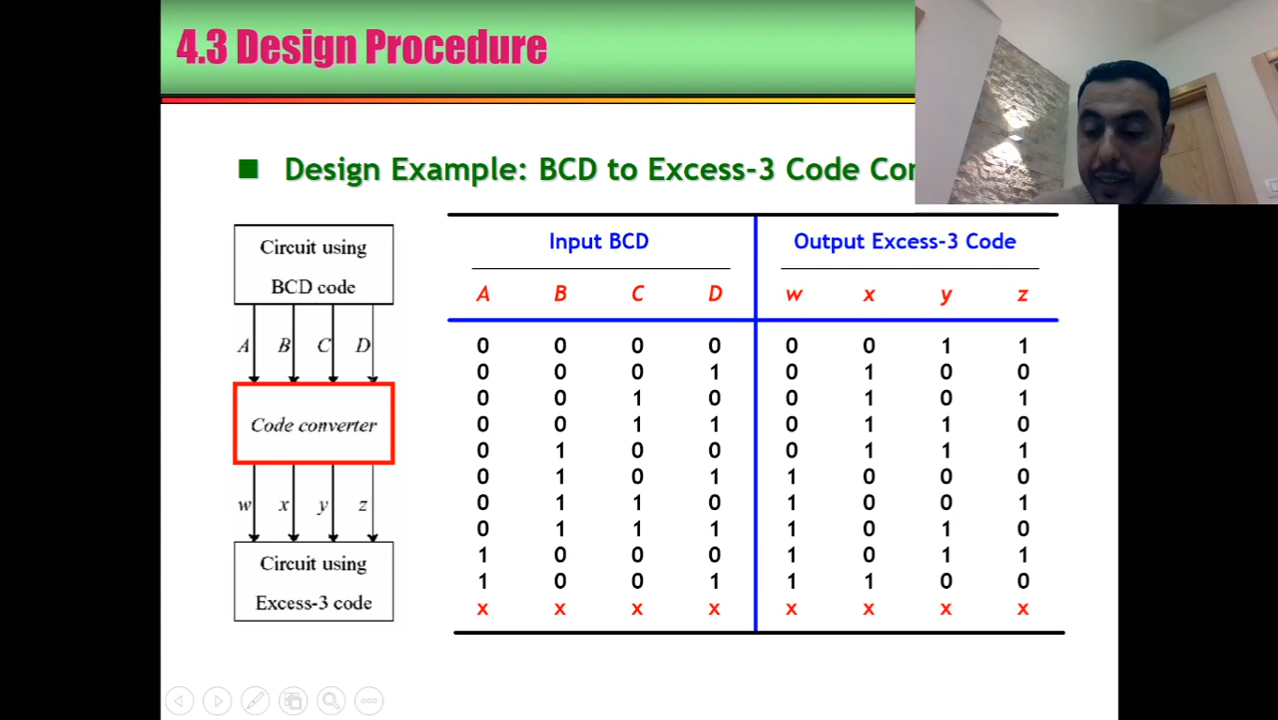 4.3 Design Procedure
■ Design Example: BCD to Excess-3 Code Con
Circuit using
BCD code
A B C D
Code converter
w x y z
Circuit using
Excess-3 code
Input BCD Output Excess-3 Code
A B C D w x y z
0 0 0 0 0 0 1 1
0 0 0 1 0 1 0 0
0 0 1 0 0 1 0 1
0 0 1 1 0 1 1 0
0 1 0 0 0 1 1 1
0 1 0 1 1 0 0 0
0 1 1 0 1 0 0 1
0 1 1 1 1 0 1 0
1 0 0 0 1 0 1 1
1 0 0 1 1 1 0 0
x x x x x x x x